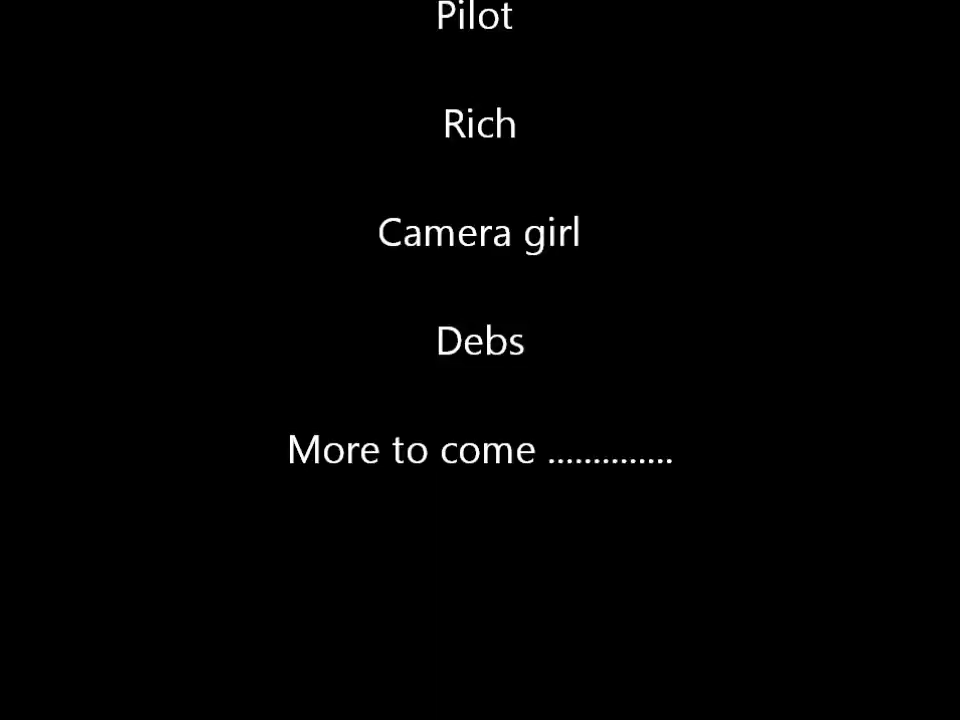 Pilot
Rich
Camera girl
Debs
More to come ..............